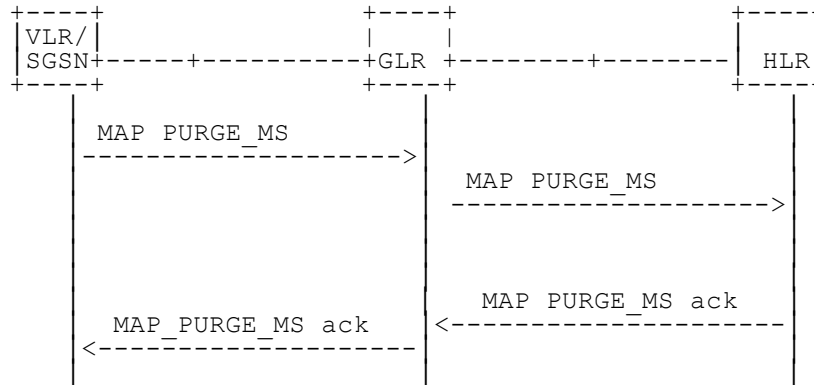 VLR/
SGSN GLR HLR
MAP PURGE_MS
MAP PURGE_MS
MAP PURGE_MS ack
MAP_PURGE_MS ack